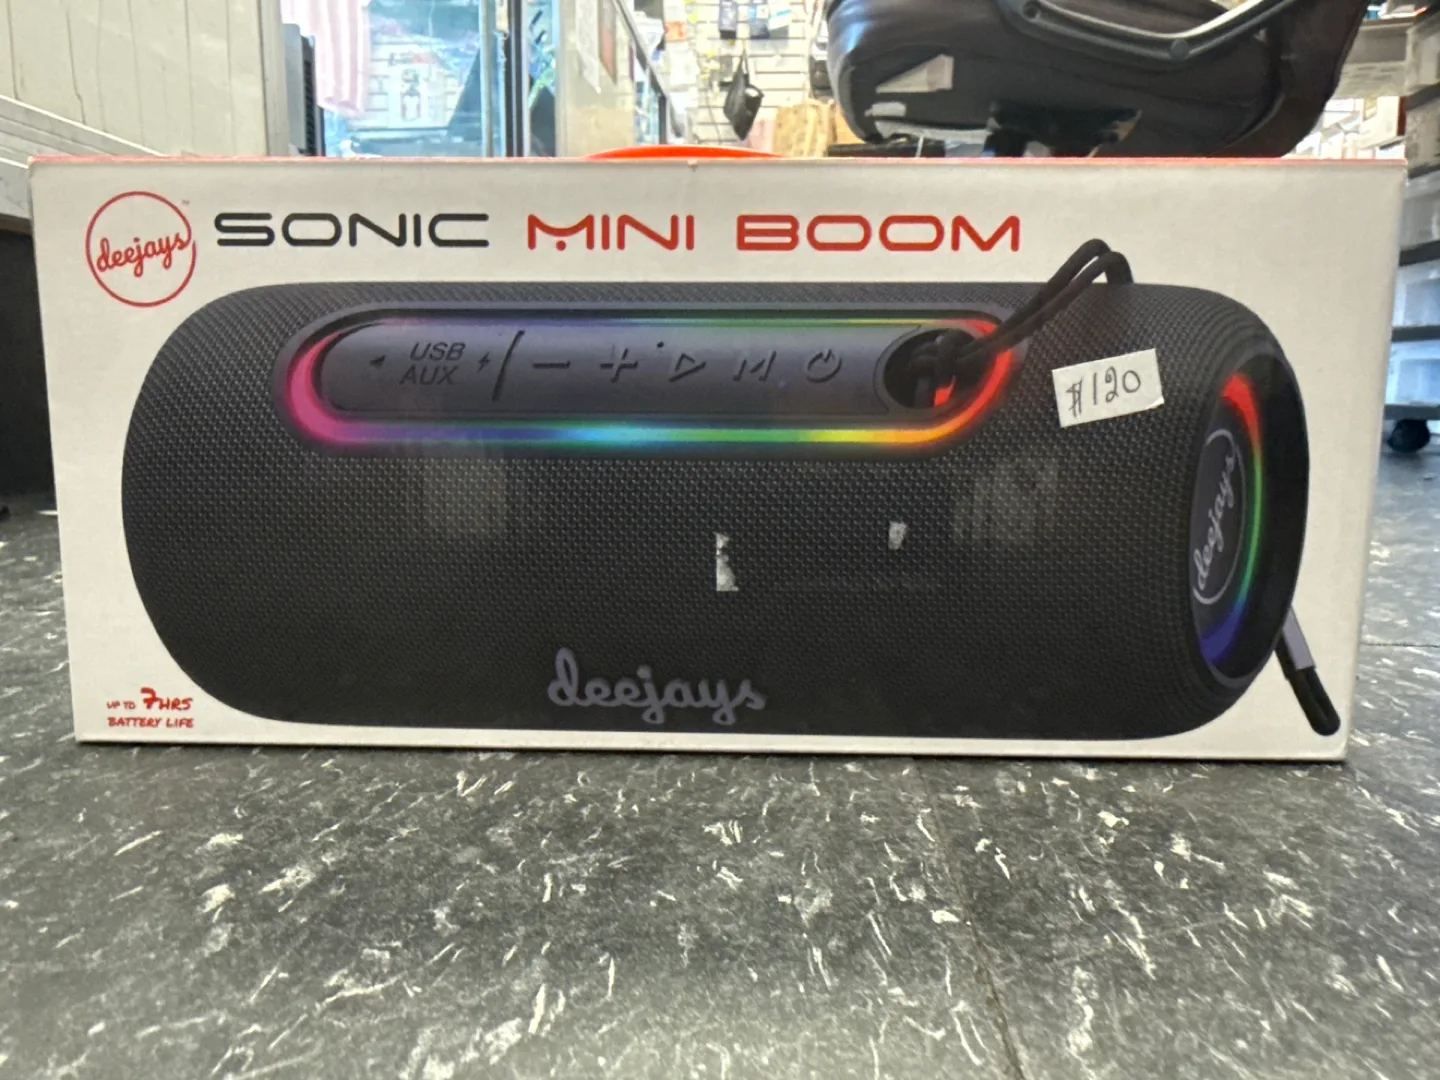 deejays
SONIC MINI BOOM
USB
AUX
M
$120
deejays
deejays
UP TO 7HRS
BATTERY LIFE